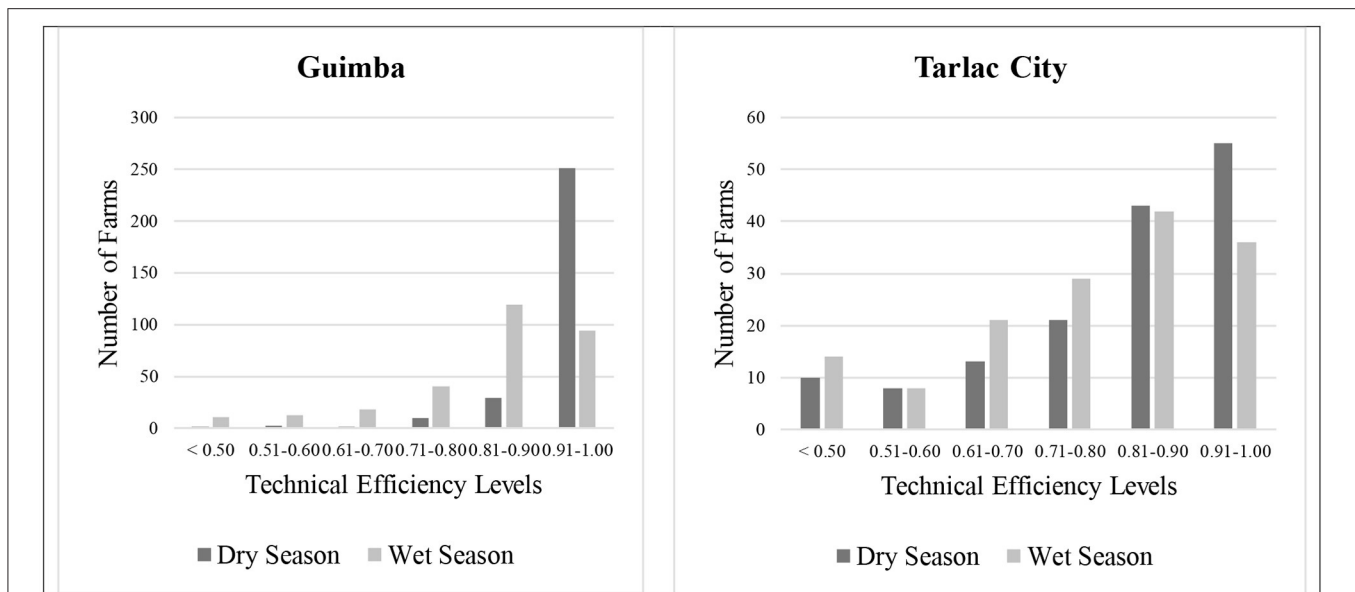 Guimba
300
250
200
150
100
50
0
Number of Farms
< 0.50 0.51-0.60 0.61-0.70 0.71-0.80 0.81-0.90 0.91-1.00
Technical Efficiency Levels
Dry Season Wet Season
Tarlac City
60
50
40
30
20
10
0
Number of Farms
< 0.50 0.51-0.60 0.61-0.70 0.71-0.80 0.81-0.90 0.91-1.00
Technical Efficiency Levels
Dry Season Wet Season